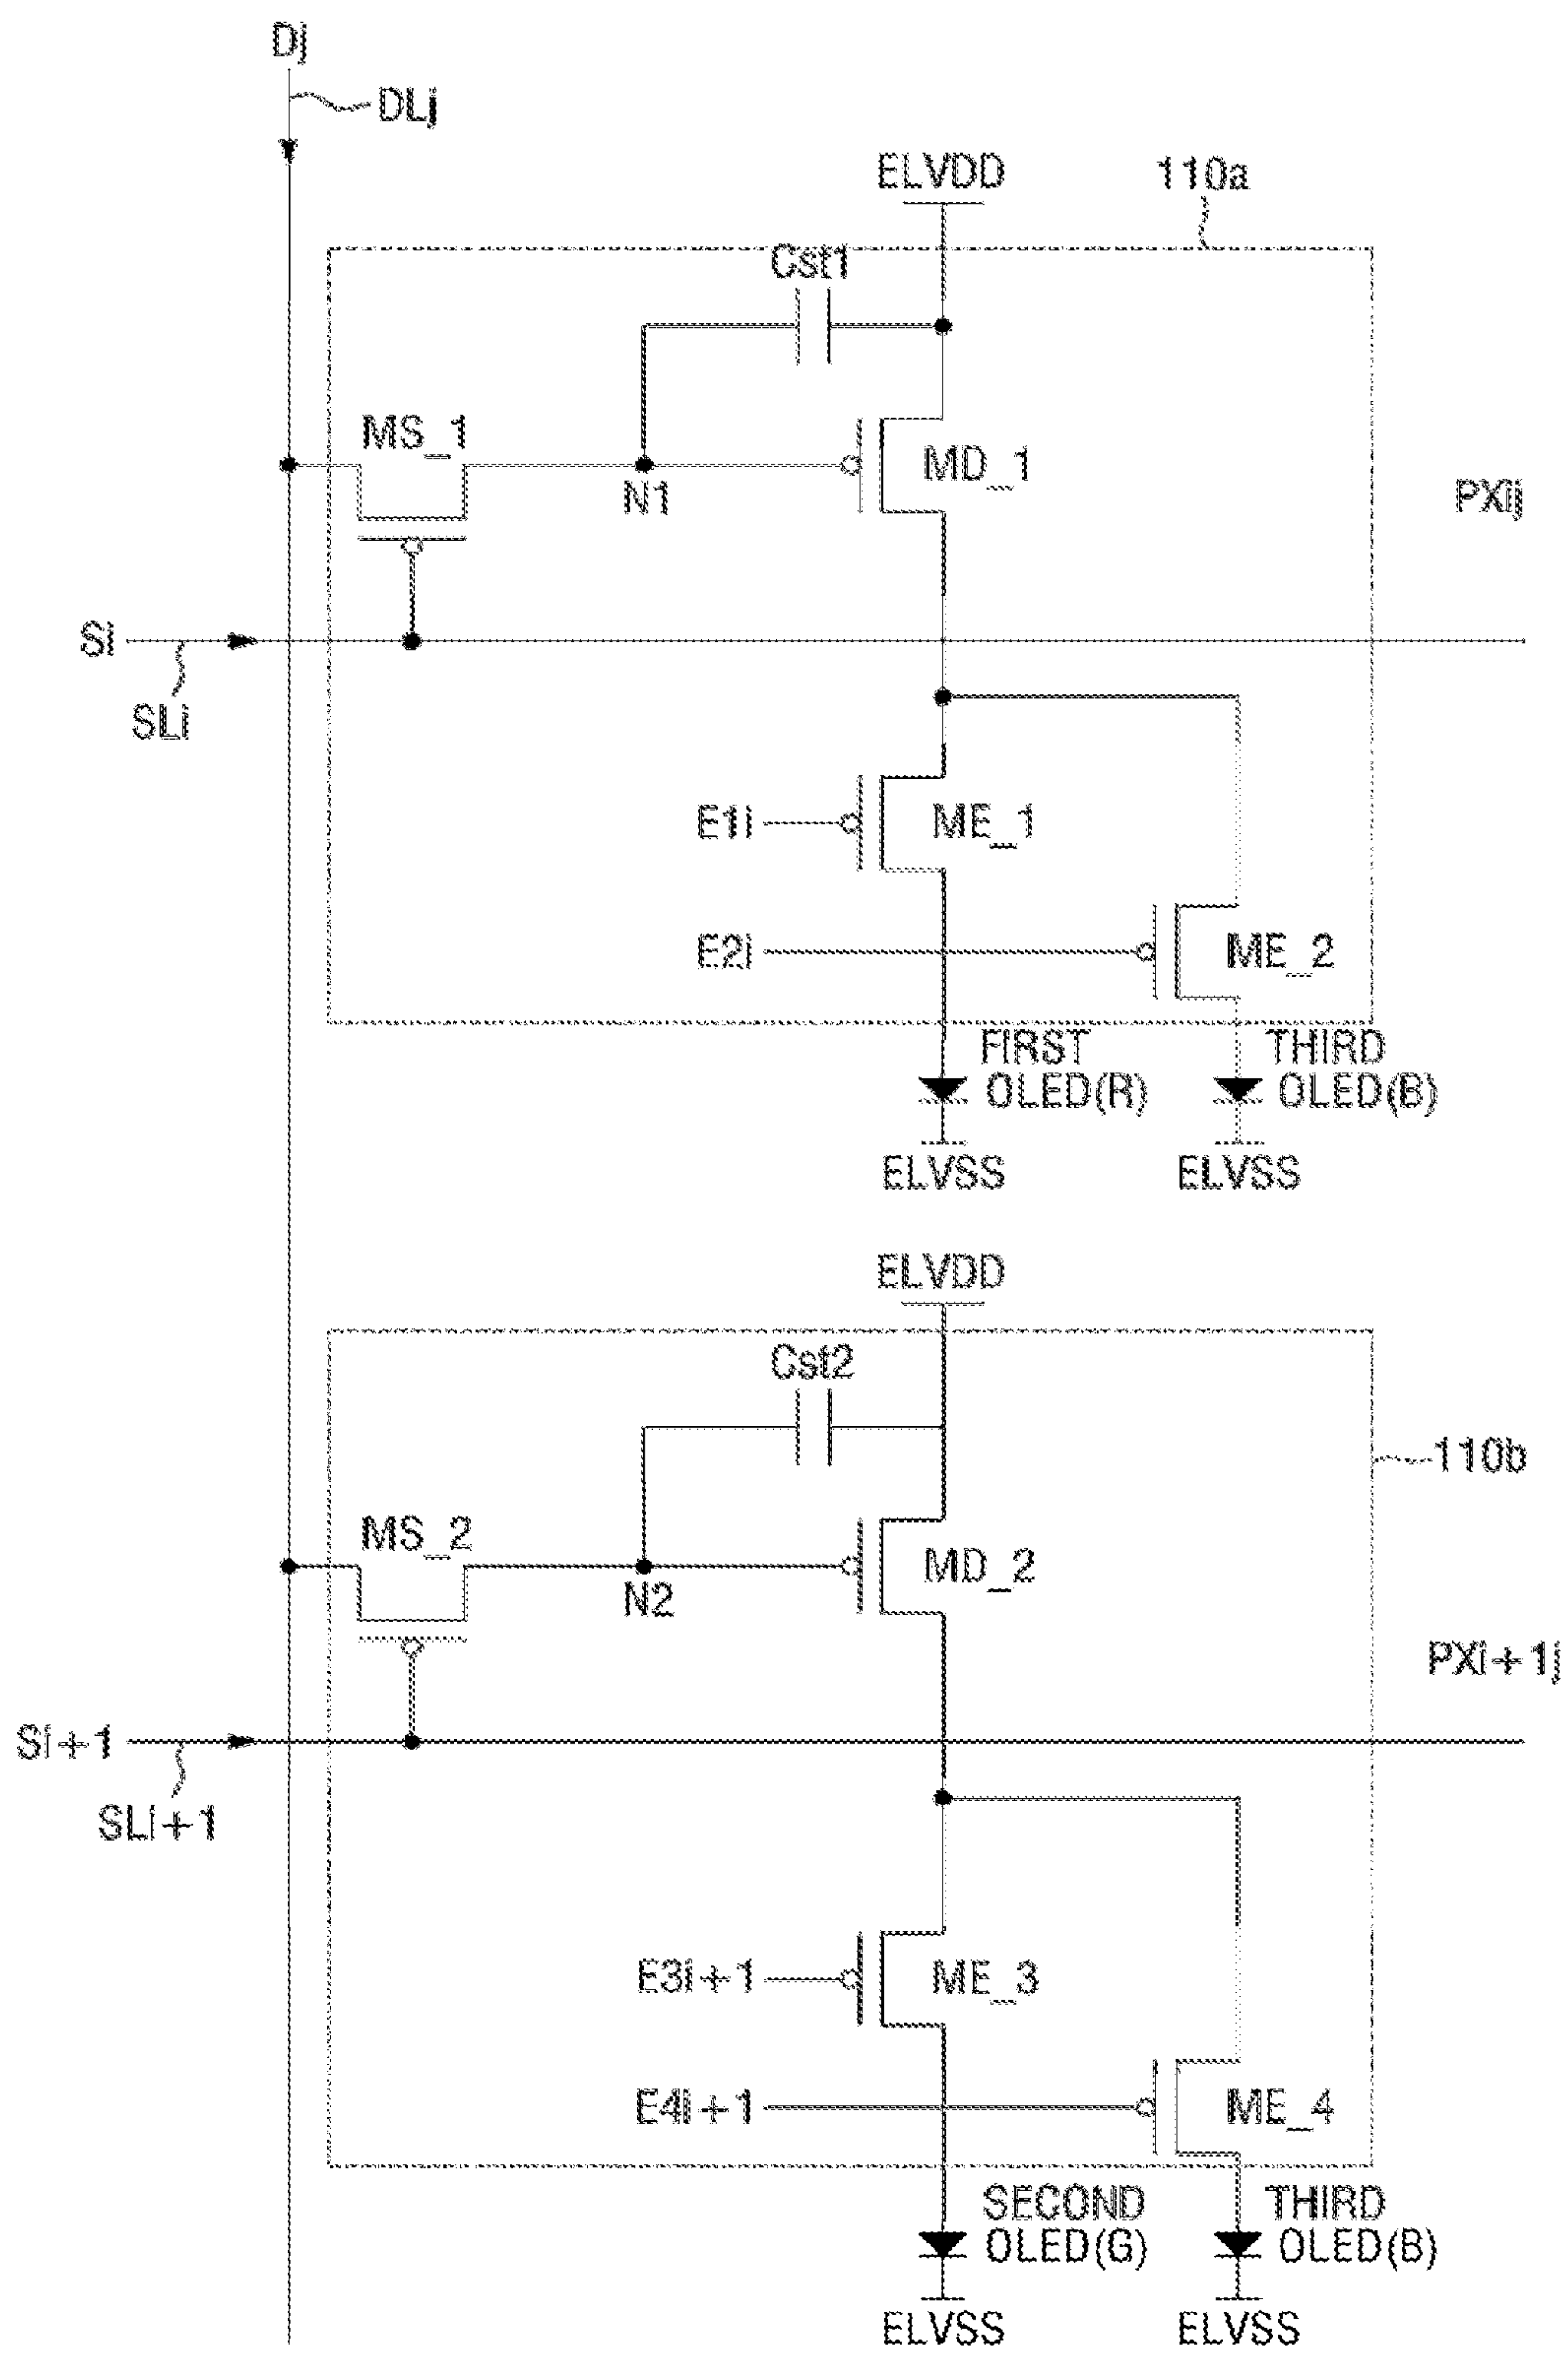 Dj
DLj
ELVDD
110a
Cst1
MS_1
MD_1
N1
PXij
Si
SLi
E1i
ME_1
E2i
ME_2
FIRST
OLED(R)
THIRD
OLED(B)
ELVSS
ELVSS
ELVDD
Cst2
110b
MS_2
MD_2
N2
PXi+1j
Si+1
SLi+1
E3i+1
ME_3
E4i+1
ME_4
SECOND
OLED(G)
THIRD
OLED(B)
ELVSS
ELVSS